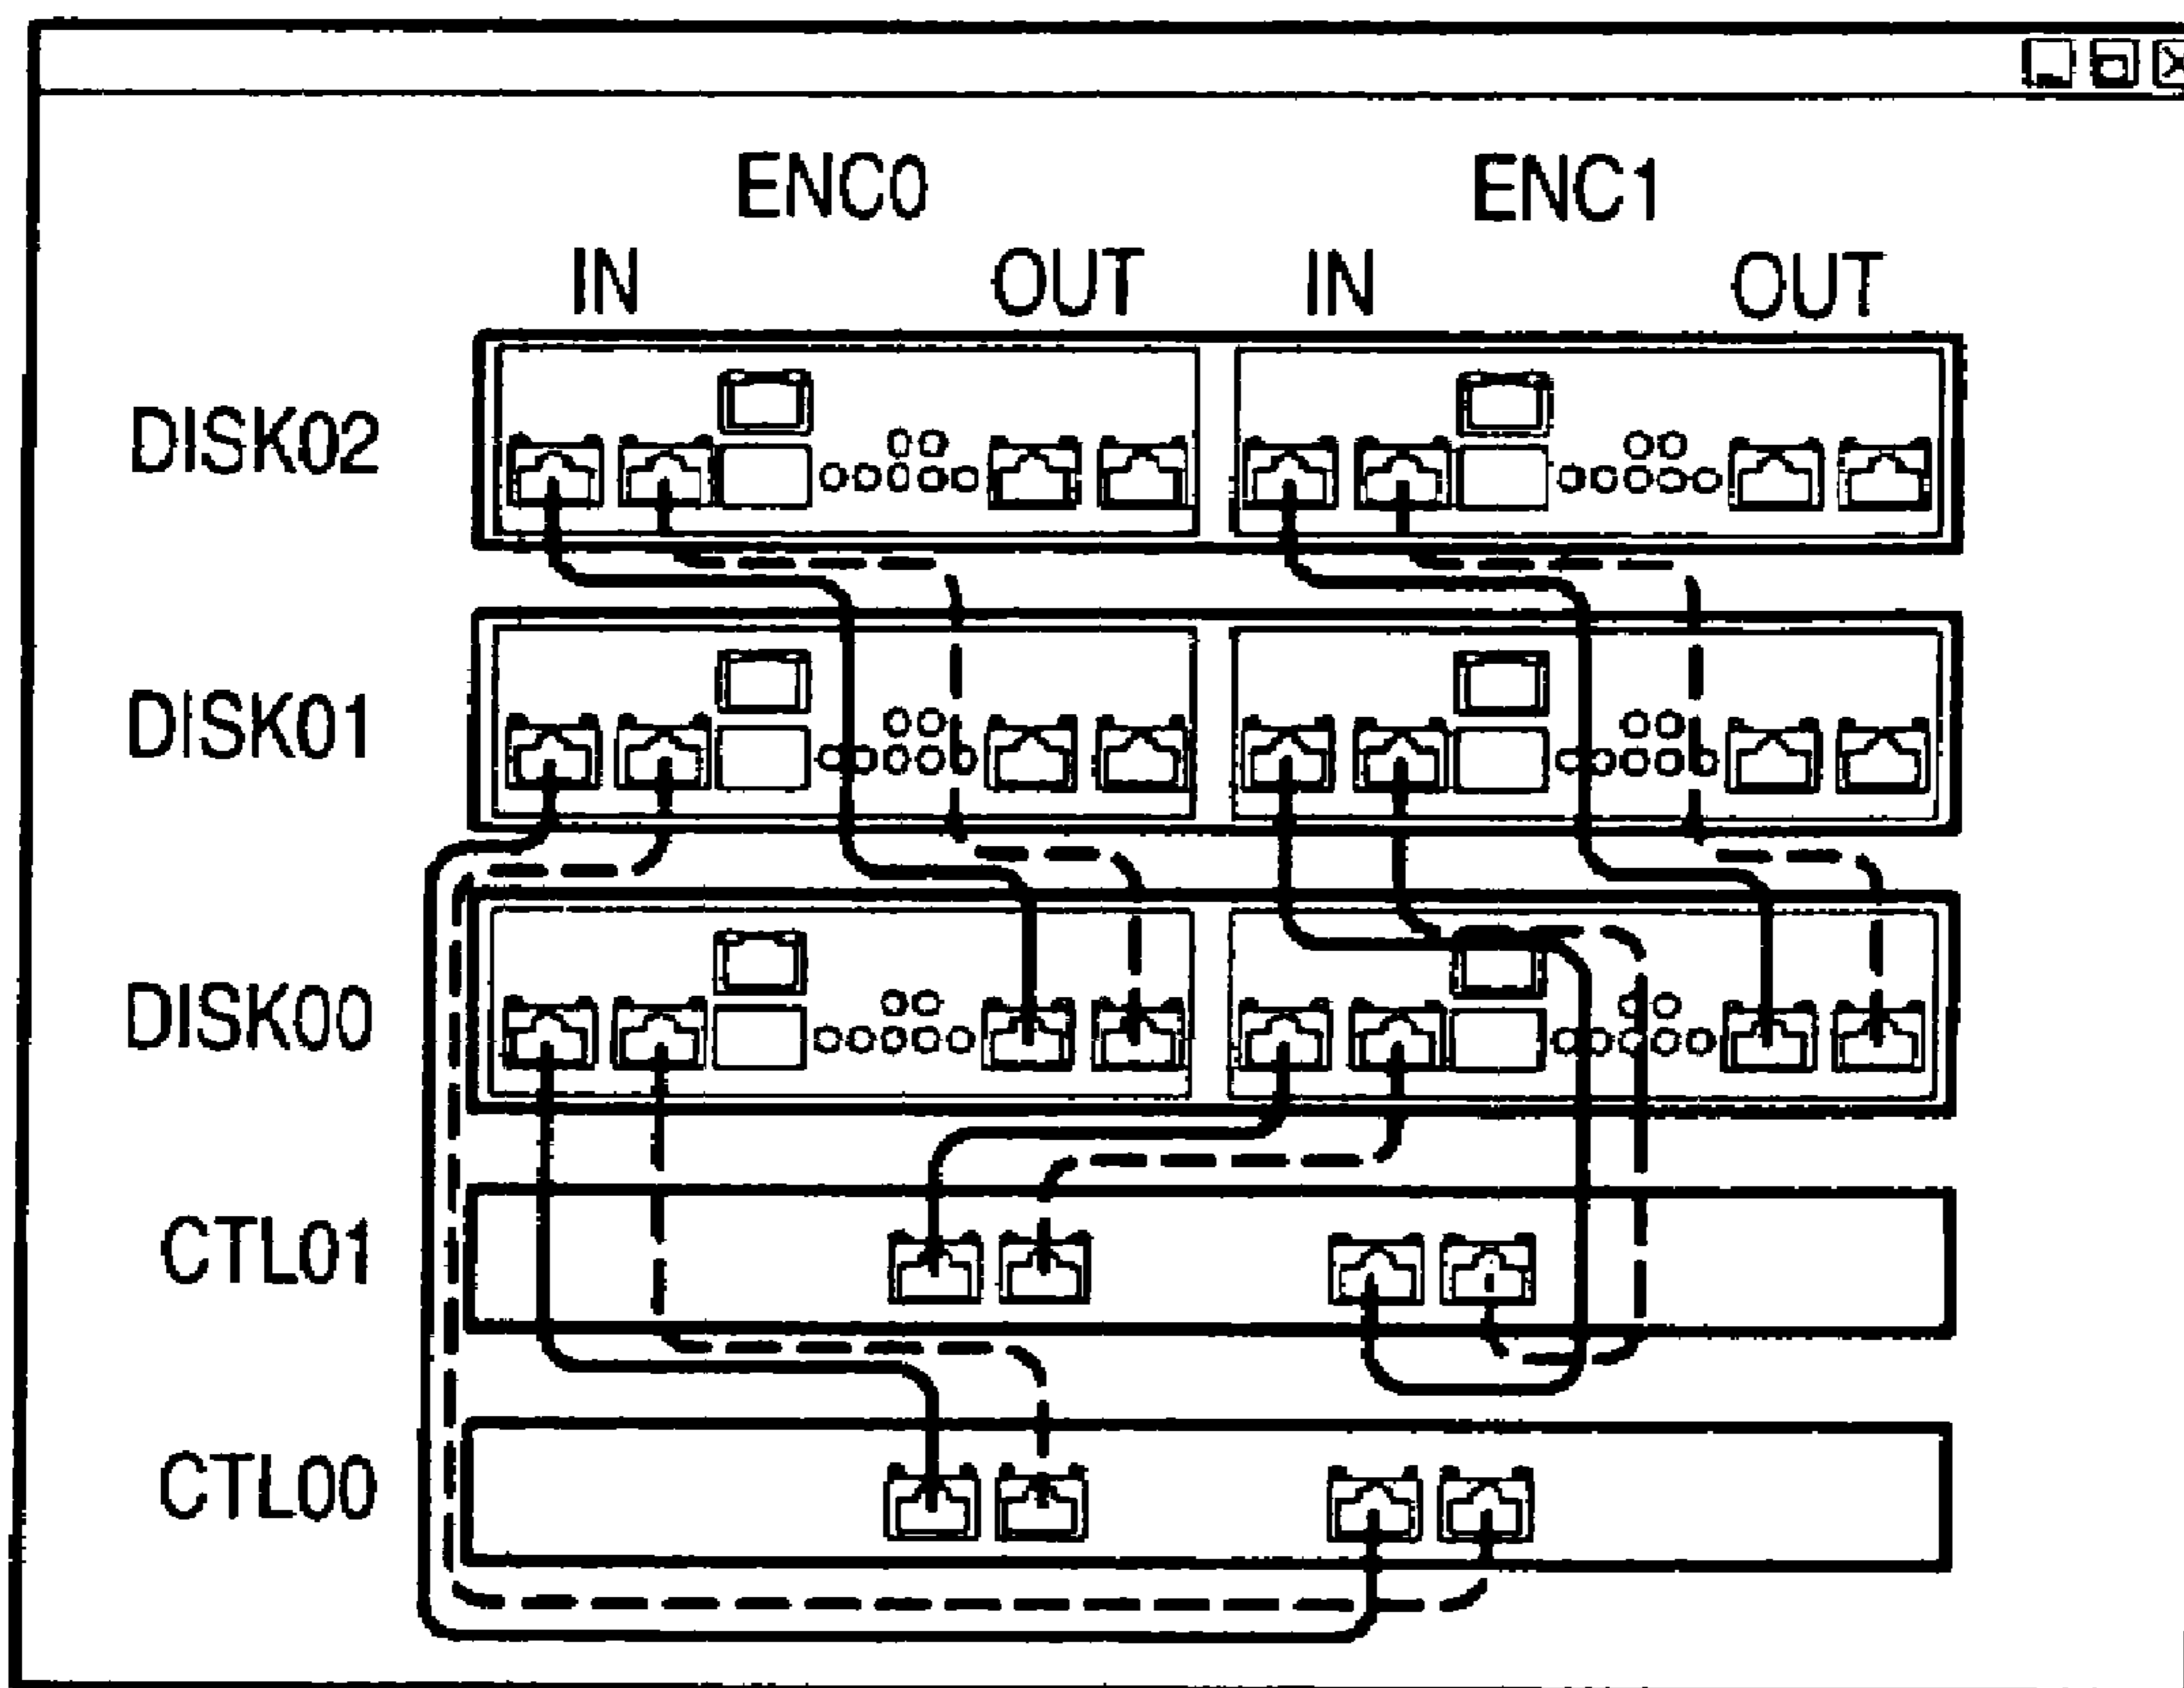 ENC0 ENC1
IN OUT IN OUT
DISK02
DISK01
DISK00
CTL01
CTL00